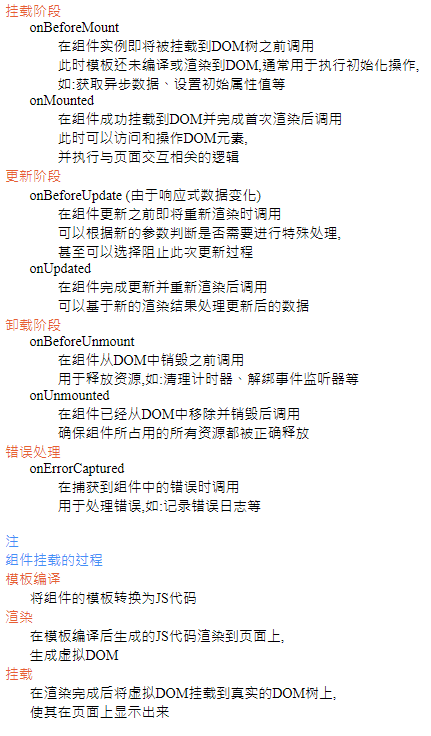 挂载阶段
onBeforeMount
在组件实例即将被挂载到DOM树之前调用
此时模板还未编译或渲染到DOM,通常用于执行初始化操作,
如:获取异步数据、设置初始属性值等
onMounted
在组件成功挂载到DOM并完成首次渲染后调用
此时可以访问和操作DOM元素,
并执行与页面交互相关的逻辑
更新阶段
onBeforeUpdate (由于响应式数据变化)
在组件更新之前即将重新渲染时调用
可以根据新的参数判断是否需要进行特殊处理,
甚至可以选择阻止此次更新过程
onUpdated
在组件完成更新并重新渲染后调用
可以基于新的渲染结果处理更新后的数据
卸载阶段
onBeforeUnmount
在组件从DOM中销毁之前调用
用于释放资源,如:清理计时器、解绑事件监听器等
onUnmounted
在组件已经从DOM中移除并销毁后调用
确保组件所占用的所有资源都被正确释放
错误处理
onErrorCaptured
在捕获到组件中的错误时调用
用于处理错误,如:记录错误日志等
注
组件挂载的过程
模板编译
将组件的模板转换为JS代码
渲染
在模板编译后生成的JS代码渲染到页面上,
生成虚拟DOM
挂载
在渲染完成后将虚拟DOM挂载到真实的DOM树上,
使其在页面上显示出来